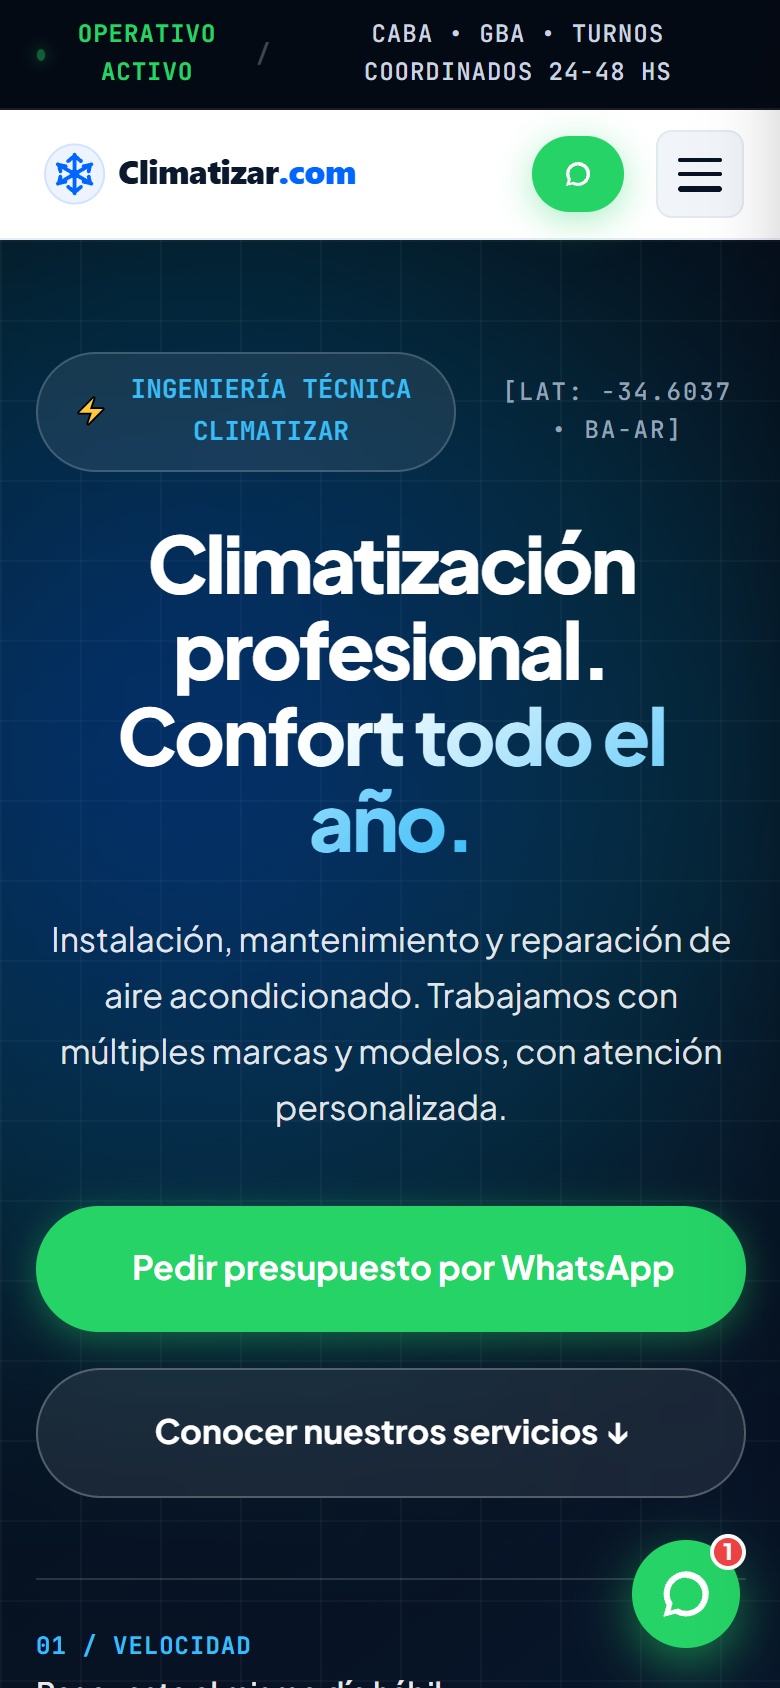 OPERATIVO
ACTIVO
/
CABA • GBA • TURNOS
COORDINADOS 24-48 HS
Climatizar.com
INGENIERÍA TÉCNICA
CLIMATIZAR
[LAT: -34.6037
• BA-AR]
Climatización
profesional.
Confort todo el
año.
Instalación, mantenimiento y reparación de
aire acondicionado. Trabajamos con
múltiples marcas y modelos, con atención
personalizada.
Pedir presupuesto por WhatsApp
Conocer nuestros servicios ↓
1
01 / VELOCIDAD